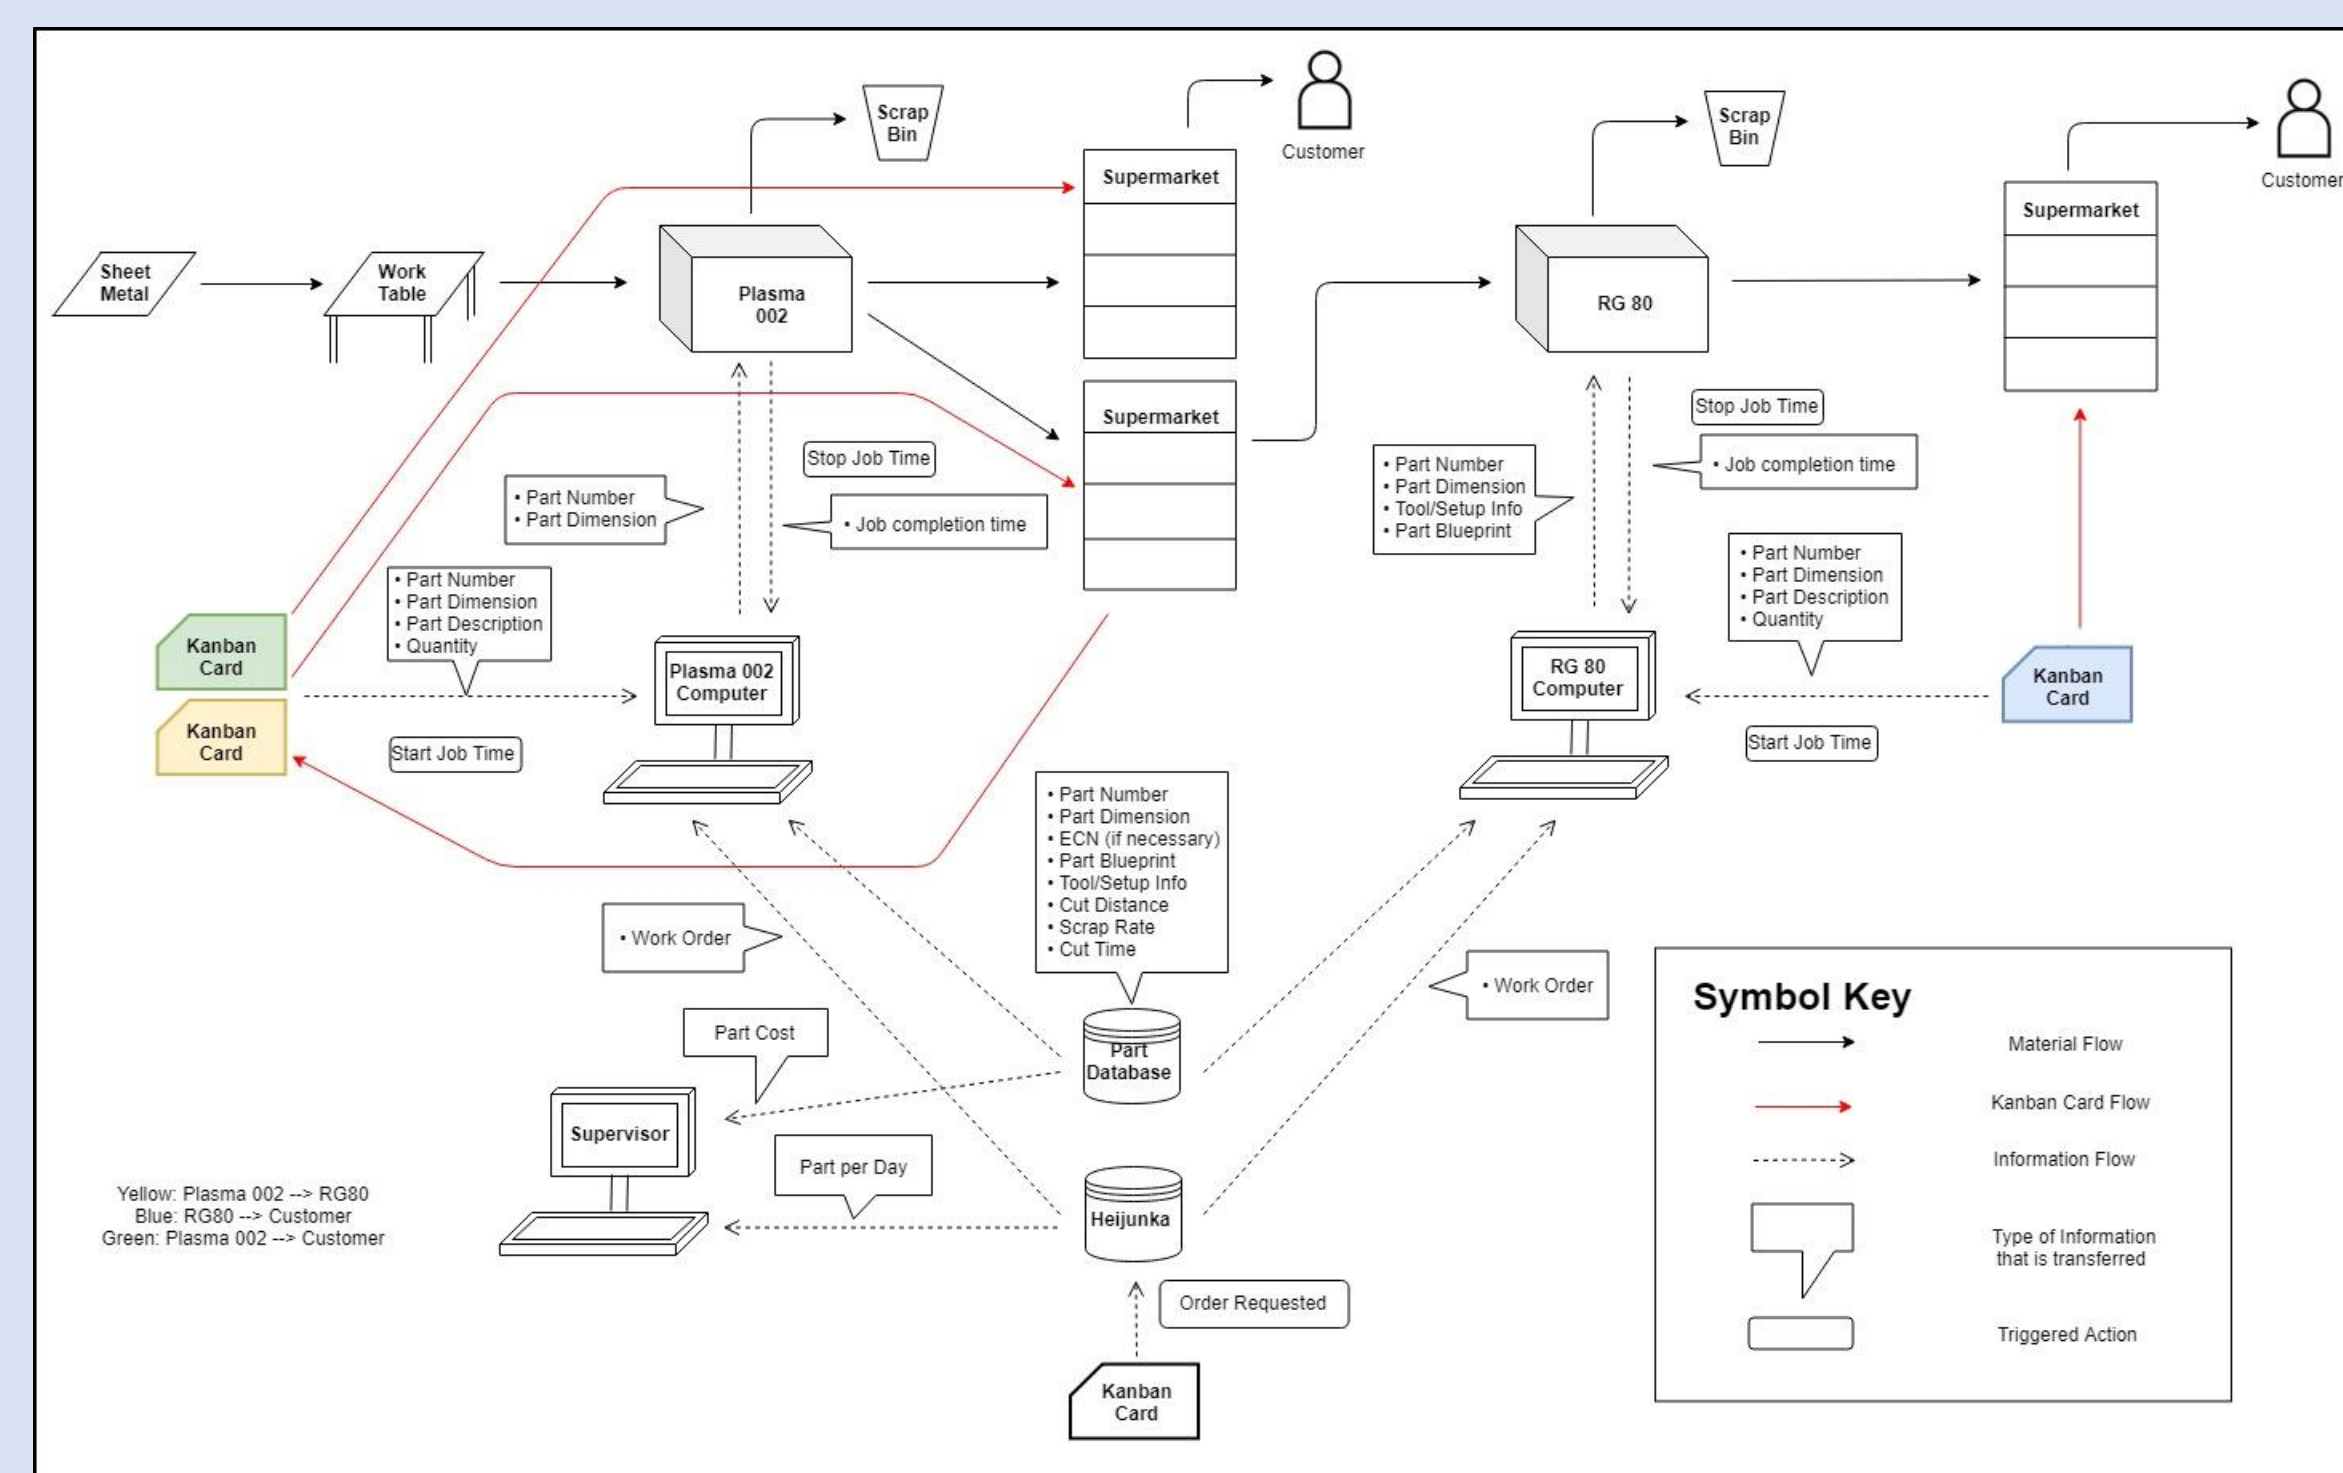 Scrap
Bin
Customer
Scrap
Bin
Customer
Supermarket
Supermarket
Sheet
Metal
Work
Table
Plasma
002
RG 80
Supermarket
Stop Job Time
Stop Job Time
• Job completion time
• Part Number
• Part Dimension
• Job completion time
• Part Number
• Part Dimension
• Tool/Setup Info
• Part Blueprint
• Part Number
• Part Dimension
• Part Description
• Quantity
• Part Number
• Part Dimension
• Part Description
• Quantity
Kanban
Card
Kanban
Card
Start Job Time
Plasma 002
Computer
RG 80
Computer
Kanban
Card
Start Job Time
• Part Number
• Part Dimension
• ECN (if necessary)
• Part Blueprint
• Tool/Setup Info
• Cut Distance
• Scrap Rate
• Cut Time
• Work Order
• Work Order
Part Cost
Part
Database
Supervisor
Part per Day
Heijunka
Yellow: Plasma 002 --> RG80
Blue: RG80 --> Customer
Green: Plasma 002 --> Customer
Order Requested
Kanban
Card
Symbol Key
Material Flow
Kanban Card Flow
Information Flow
Type of Information
that is transferred
Triggered Action